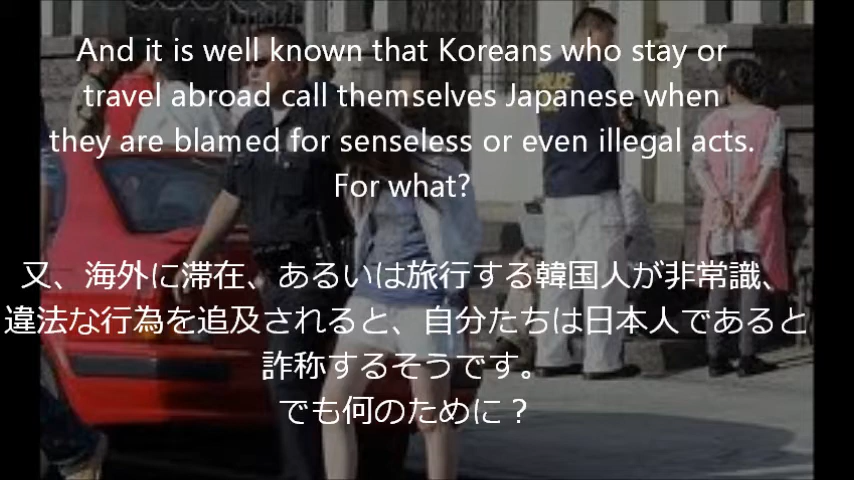 And it is well known that Koreans who stay or
travel abroad call themselves Japanese when
they are blamed for senseless or even illegal acts.
For what?
又、海外に滞在、あるいは旅行する韓国人が非常識、
違法な行為を追及されると、自分たちは日本人であると
詐称するそうです。
でも何のために？
POLICE